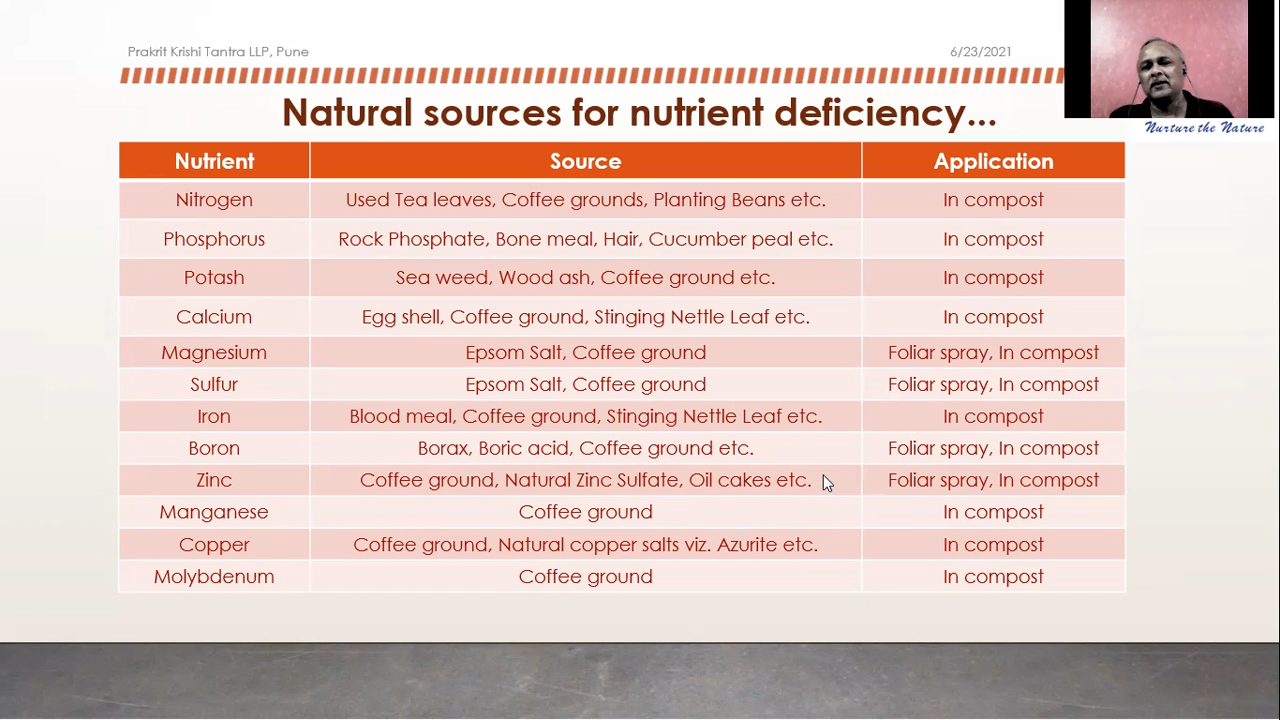 Prakrit Krishi Tantra LLP, Pune 6/23/2021
Nurture the Nature
Natural sources for nutrient deficiency...
Nutrient Source Application
Nitrogen Used Tea leaves, Coffee grounds, Planting Beans etc. In compost
Phosphorus Rock Phosphate, Bone meal, Hair, Cucumber peal etc. In compost
Potash Sea weed, Wood ash, Coffee ground etc. In compost
Calcium Egg shell, Coffee ground, Stinging Nettle Leaf etc. In compost
Magnesium Epsom Salt, Coffee ground Foliar spray, In compost
Sulfur Epsom Salt, Coffee ground Foliar spray, In compost
Iron Blood meal, Coffee ground, Stinging Nettle Leaf etc. In compost
Boron Borax, Boric acid, Coffee ground etc. Foliar spray, In compost
Zinc Coffee ground, Natural Zinc Sulfate, Oil cakes etc. Foliar spray, In compost
Manganese Coffee ground In compost
Copper Coffee ground, Natural copper salts viz. Azurite etc. In compost
Molybdenum Coffee ground In compost